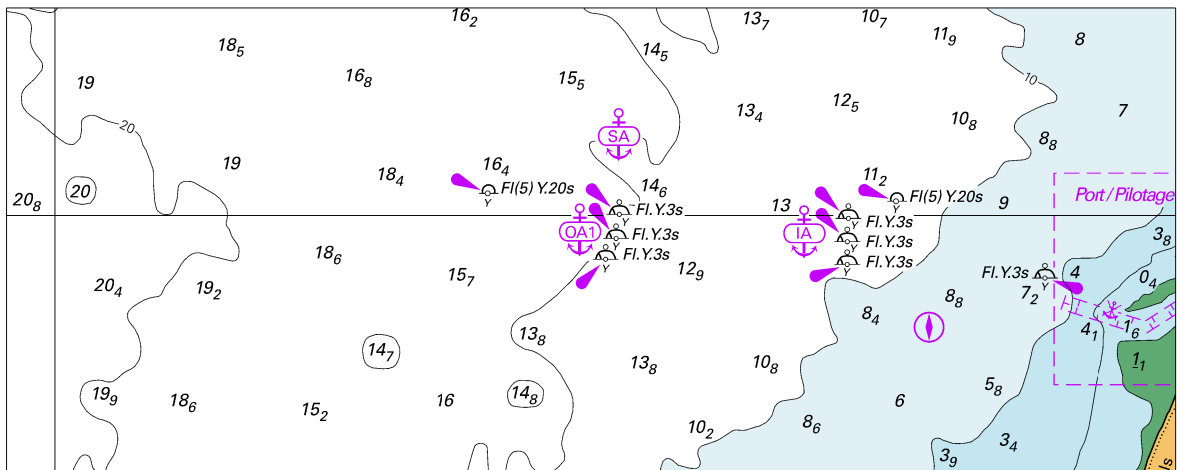 16₂
13₇
10₇
11₉
8
18₅
14₅
19
16₈
15₅
10
13₄
12₅
10₈
7
20
8₈
SA
19
16₄
18₄
14₆
11₂
20
20₈
Fl(5) Y.20s
Y
Fl(5) Y.20s
Y
9
Port/Pilotage
13
Fl.Y.3s
Y
Fl.Y.3s
Y
OA1
IA
Fl.Y.3s
Y
Fl.Y.3s
Y
3₈
18₆
Fl.Y.3s
Y
Fl.Y.3s
Y
15₇
12₉
Fl.Y.3s
Y
4
0₄
20₄
19₂
7₂
8₈
8₄
13₈
4₁
1₆
14₇
13₈
10₈
1₁
5₈
19₉
18₆
15₂
16
14₈
6
8₆
10₂
3₄
3₉